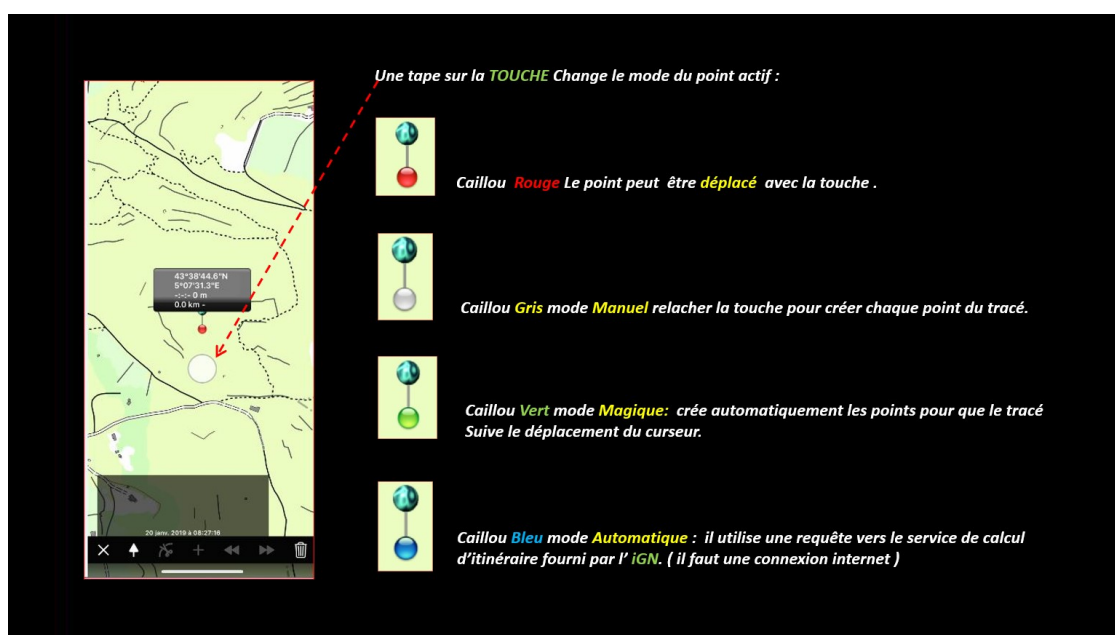 Une tape sur la TOUCHE Change le mode du point actif :
Caillou Rouge Le point peut être déplacé avec la touche .
43°38'44.6"N
5°07'31.3"E
-:-:- 0 m
0.0 km -
Caillou Gris mode Manuel relacher la touche pour créer chaque point du tracé.
Caillou Vert mode Magique: crée automatiquement les points pour que le tracé
Suive le déplacement du curseur.
20 janv. 2019 à 08:27:16
Caillou Bleu mode Automatique : il utilise une requête vers le service de calcul
d'itinéraire fourni par l' iGN. ( il faut une connexion internet )